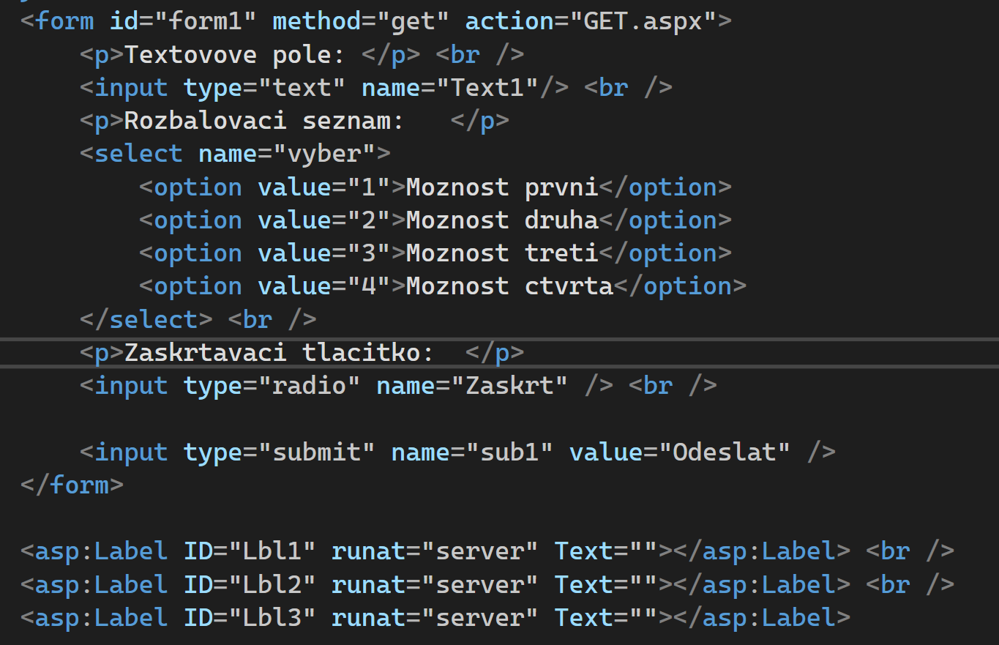 <form id="form1" method="get" action="GET.aspx">
    <p>Textovove pole: </p> <br />
    <input type="text" name="Text1"/> <br />
    <p>Rozbalovaci seznam:   </p>
    <select name="vyber">
        <option value="1">Moznost prvni</option>
        <option value="2">Moznost druha</option>
        <option value="3">Moznost treti</option>
        <option value="4">Moznost ctvrta</option>
    </select> <br />
    <p>Zaskrtavaci tlacitko:  </p>
    <input type="radio" name="Zaskrt" /> <br />

    <input type="submit" name="sub1" value="Odeslat" />
</form>

<asp:Label ID="Lbl1" runat="server" Text=""></asp:Label> <br />
<asp:Label ID="Lbl2" runat="server" Text=""></asp:Label> <br />
<asp:Label ID="Lbl3" runat="server" Text=""></asp:Label>